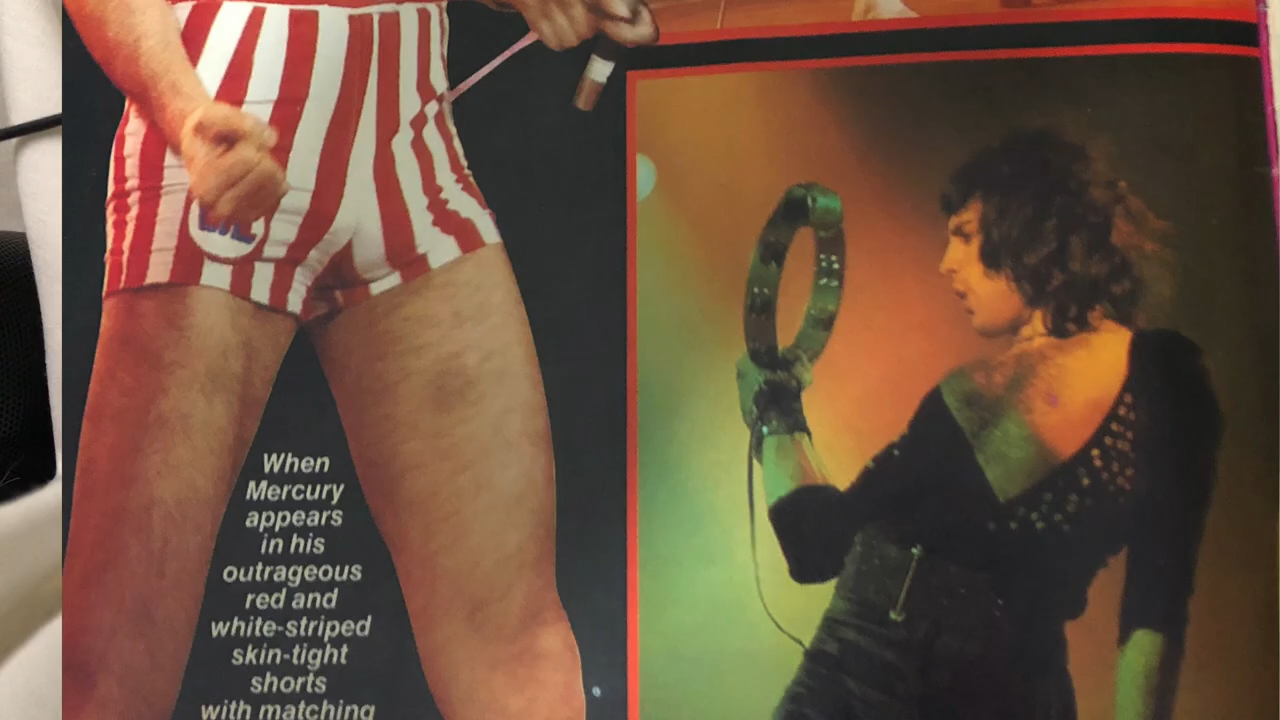 When
Mercury
appears
in his
outrageous
red and
white-striped
skin-tight
shorts
with matching